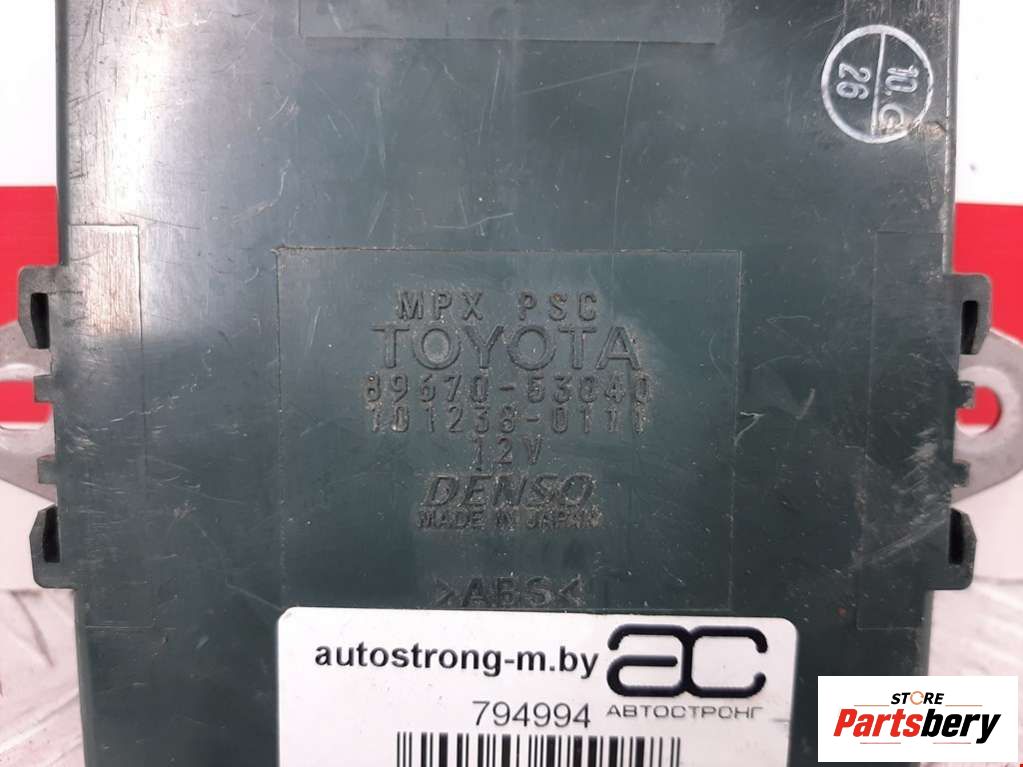 10.G
26
MPX PSC
TOYOTA
89670-53040
101238-0111
12V
DENSO
MADE IN JAPAN
>ABS<
autostrong-m.by
ac
794994
АВТОСТРОНГ
STORE
Partsbery